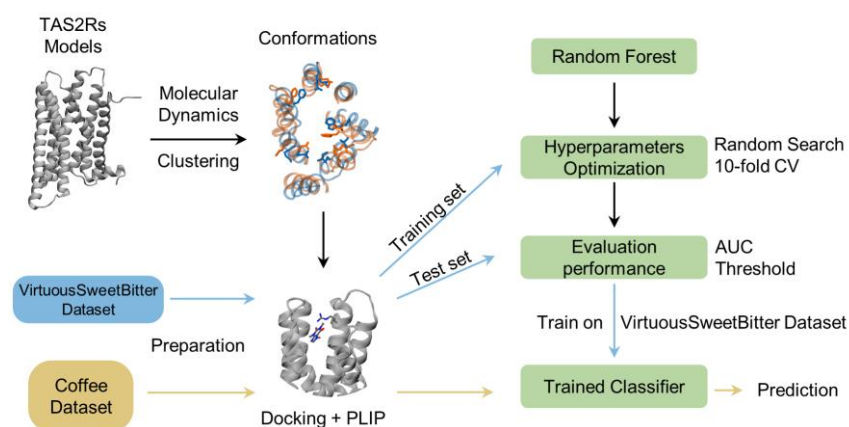 TAS2Rs
Models
Molecular
Dynamics
Clustering
Conformations
Random Forest
Hyperparameters
Optimization
Random Search
10-fold CV
Training set
Test set
Evaluation
performance
AUC
Threshold
VirtuousSweetBitter
Dataset
Preparation
Train on
VirtuousSweetBitter Dataset
Coffee
Dataset
Docking + PLIP
Trained Classifier
Prediction